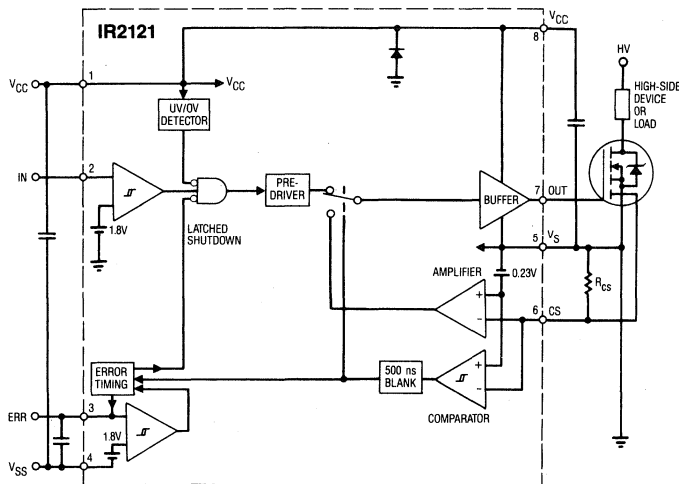 IR2121
VCC
8
HV
VCC
1
VCC
HIGH-SIDE
DEVICE
OR
LOAD
UV/OV
DETECTOR
IN
2
PRE-
DRIVER
BUFFER
7
OUT
1.8V
LATCHED
SHUTDOWN
5
VS
AMPLIFIER
0.23V
+
-
RCS
6
CS
ERROR
TIMING
500 ns
BLANK
+
-
COMPARATOR
ERR
3
1.8V
VSS
4